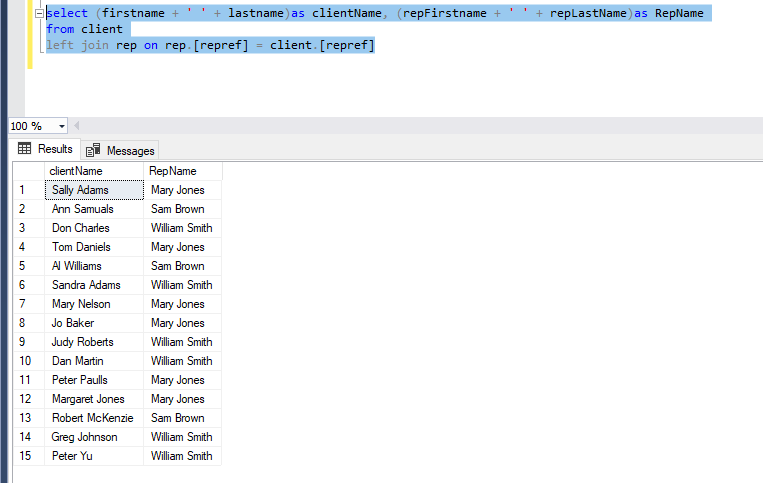 select (firstname + ' ' + lastname)as clientName, (repFirstname + ' ' + repLastName)as RepName
from client
left join rep on rep.[repref] = client.[repref]
100 %
Results Messages
clientName RepName
1 Sally Adams Mary Jones
2 Ann Samuals Sam Brown
3 Don Charles William Smith
4 Tom Daniels Mary Jones
5 Al Williams Sam Brown
6 Sandra Adams William Smith
7 Mary Nelson Mary Jones
8 Jo Baker Mary Jones
9 Judy Roberts William Smith
10 Dan Martin William Smith
11 Peter Paulls Mary Jones
12 Margaret Jones Mary Jones
13 Robert McKenzie Sam Brown
14 Greg Johnson William Smith
15 Peter Yu William Smith